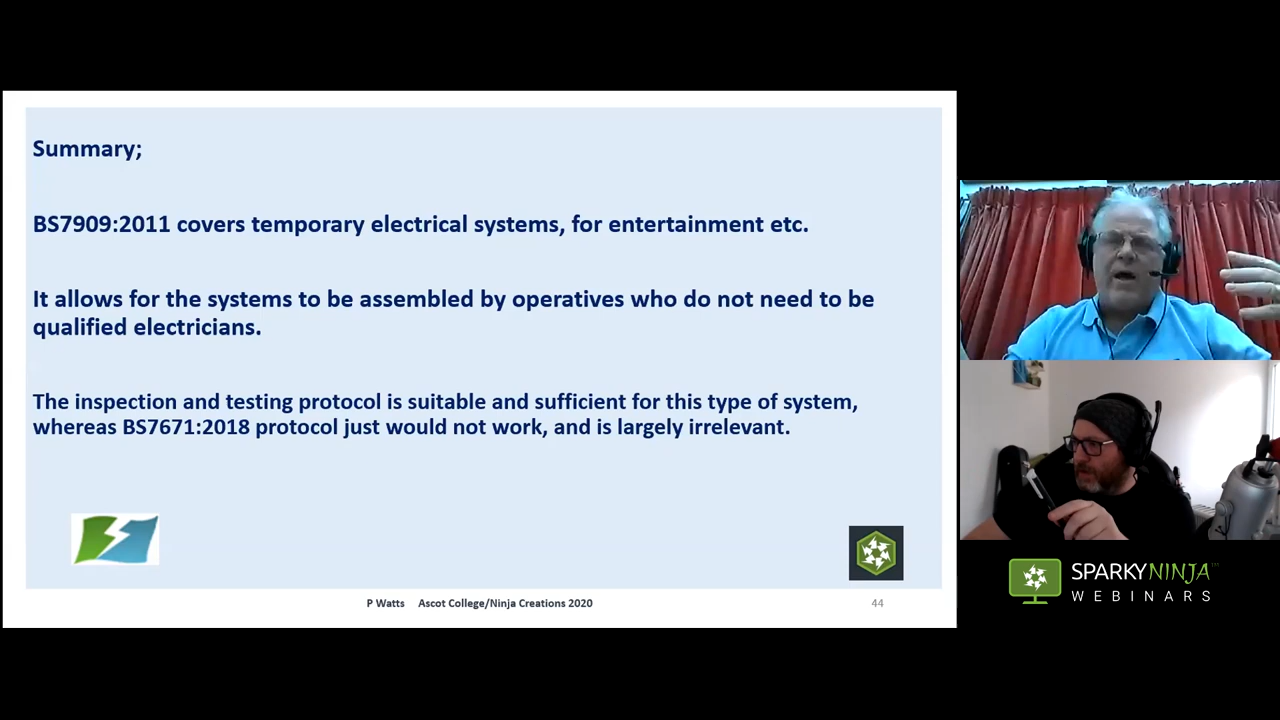 Summary;
BS7909:2011 covers temporary electrical systems, for entertainment etc.
It allows for the systems to be assembled by operatives who do not need to be
qualified electricians.
The inspection and testing protocol is suitable and sufficient for this type of system,
whereas BS7671:2018 protocol just would not work, and is largely irrelevant.
P Watts Ascot College/Ninja Creations 2020
44
SPARKYNINJA™
WEBINARS